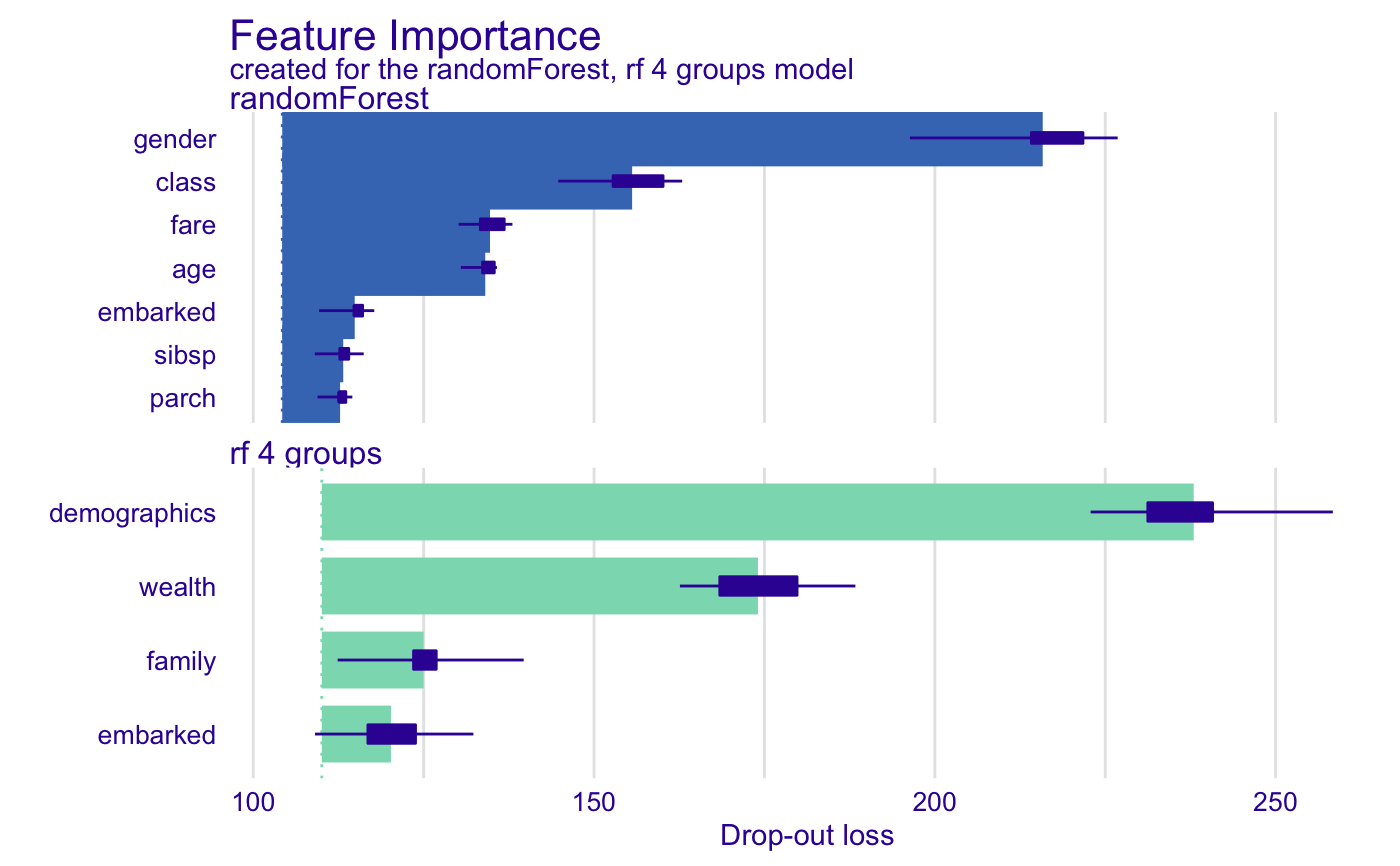 Feature Importance
created for the randomForest, rf 4 groups model
randomForest
gender
class
fare
age
embarked
sibsp
parch
rf 4 groups
demographics
wealth
family
embarked
100 150 200 250
Drop-out loss